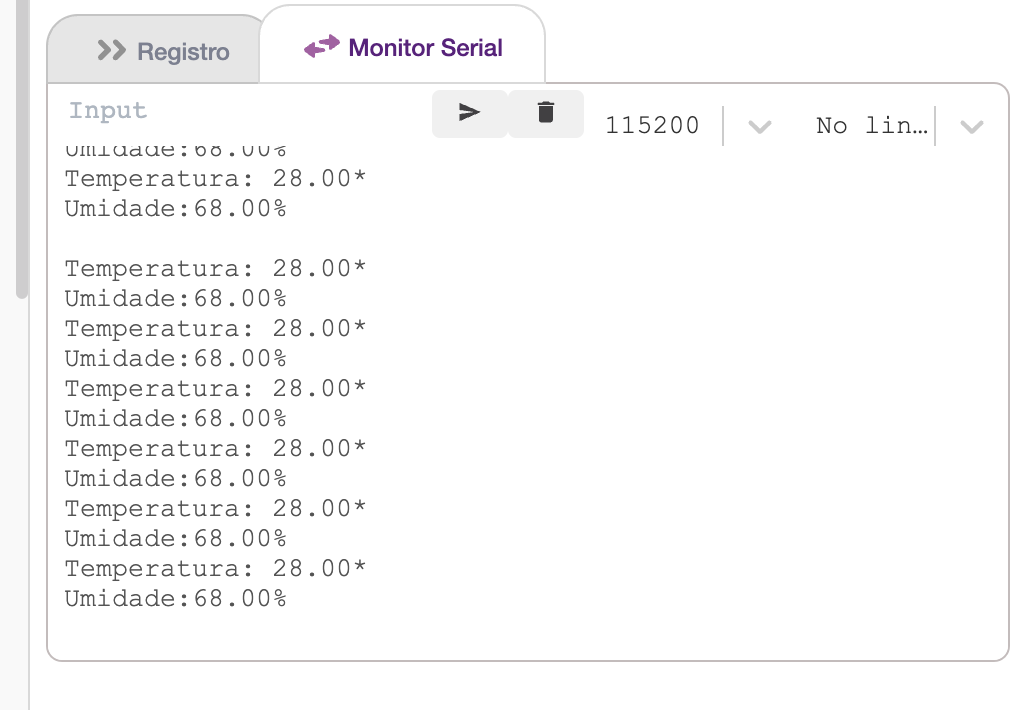 Registro
Monitor Serial
Input
115200
No lin…
Umidade:68.00%
Temperatura: 28.00*
Umidade:68.00%
Temperatura: 28.00*
Umidade:68.00%
Temperatura: 28.00*
Umidade:68.00%
Temperatura: 28.00*
Umidade:68.00%
Temperatura: 28.00*
Umidade:68.00%
Temperatura: 28.00*
Umidade:68.00%
Temperatura: 28.00*
Umidade:68.00%